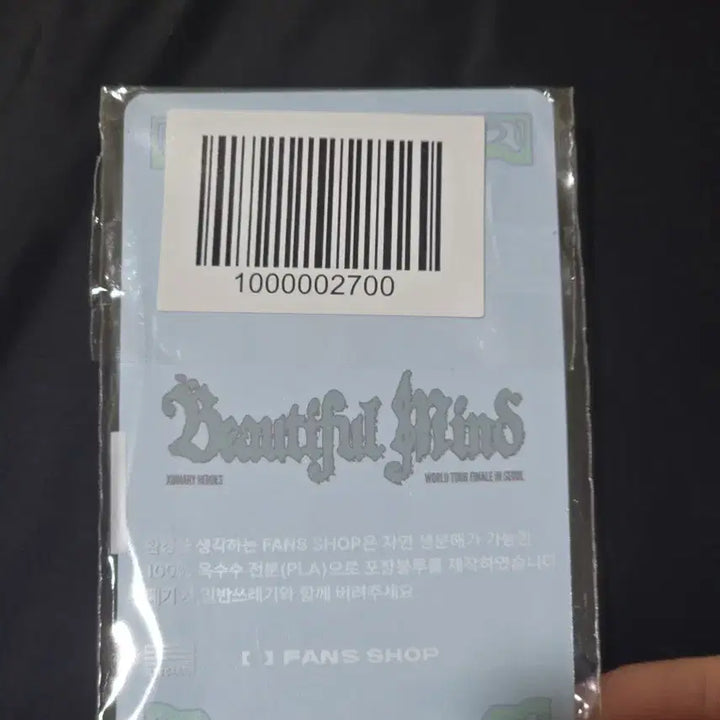 1000002700
Beautiful Mind
XDINARY HEROES WORLD TOUR FINALE IN SEOUL
환경을 생각하는 FANS SHOP은 자연 생분해가 가능한
100% 옥수수 전분(PLA)으로 포장봉투를 제작하였습니다
일반쓰레기와 함께 버려주세요
[ ] FANS SHOP